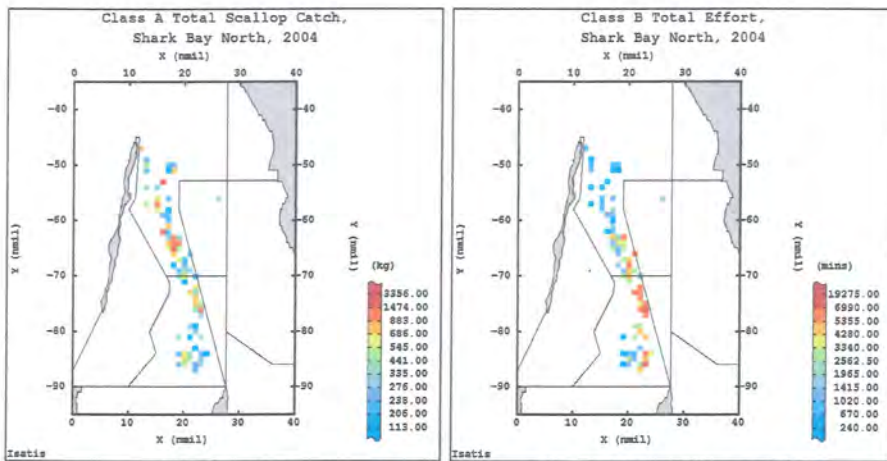 Class A Total Scallop Catch,
Shark Bay North, 2004
X (nmil)
0 10 20 30 40
-40 -40
-50 -50
-60 -60
Y (nmil) Y (nmil)
-70 -70
-80 -80
-90 -90
(kg)
3356.00
1474.00
883.00
686.00
545.00
441.00
335.00
276.00
238.00
206.00
113.00
0 10 20 30 40
X (nmil)
Isatis
Class B Total Effort,
Shark Bay North, 2004
X (nmil)
0 10 20 30 40
-40 -40
-50 -50
-60 -60
Y (nmil) Y (nmil)
-70 -70
-80 -80
-90 -90
(mins)
19275.00
6990.00
5355.00
4280.00
3340.00
2562.50
1965.00
1415.00
1020.00
670.00
240.00
0 10 20 30 40
X (nmil)
Isatis